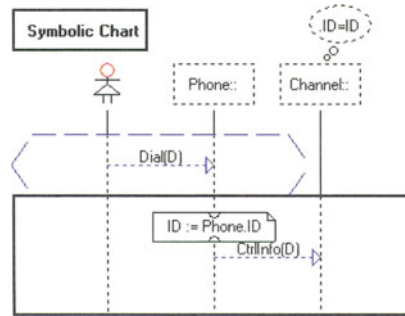 Symbolic Chart
.ID=ID
Phone::
Channel::
Dial(D)
ID := Phone.ID
CtrlInfo(D)